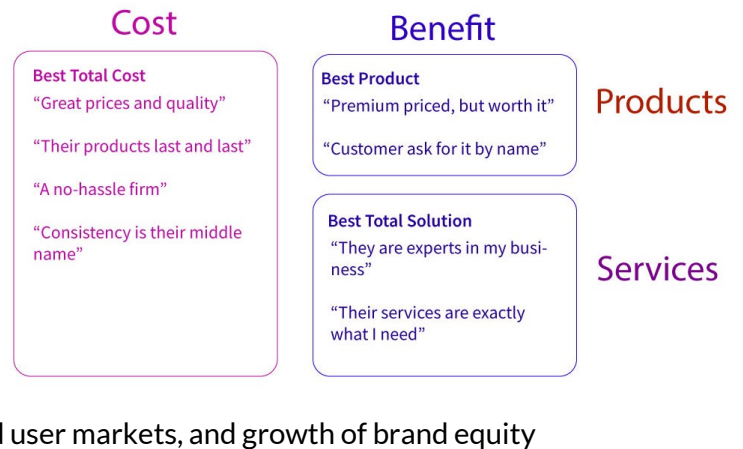 Cost
Best Total Cost
“Great prices and quality”
“Their products last and last”
“A no-hassle firm”
“Consistency is their middle
name”
Benefit
Best Product
“Premium priced, but worth it”
“Customer ask for it by name”
Products
Best Total Solution
“They are experts in my busi-
ness”
“Their services are exactly
what I need”
Services
user markets, and growth of brand equity